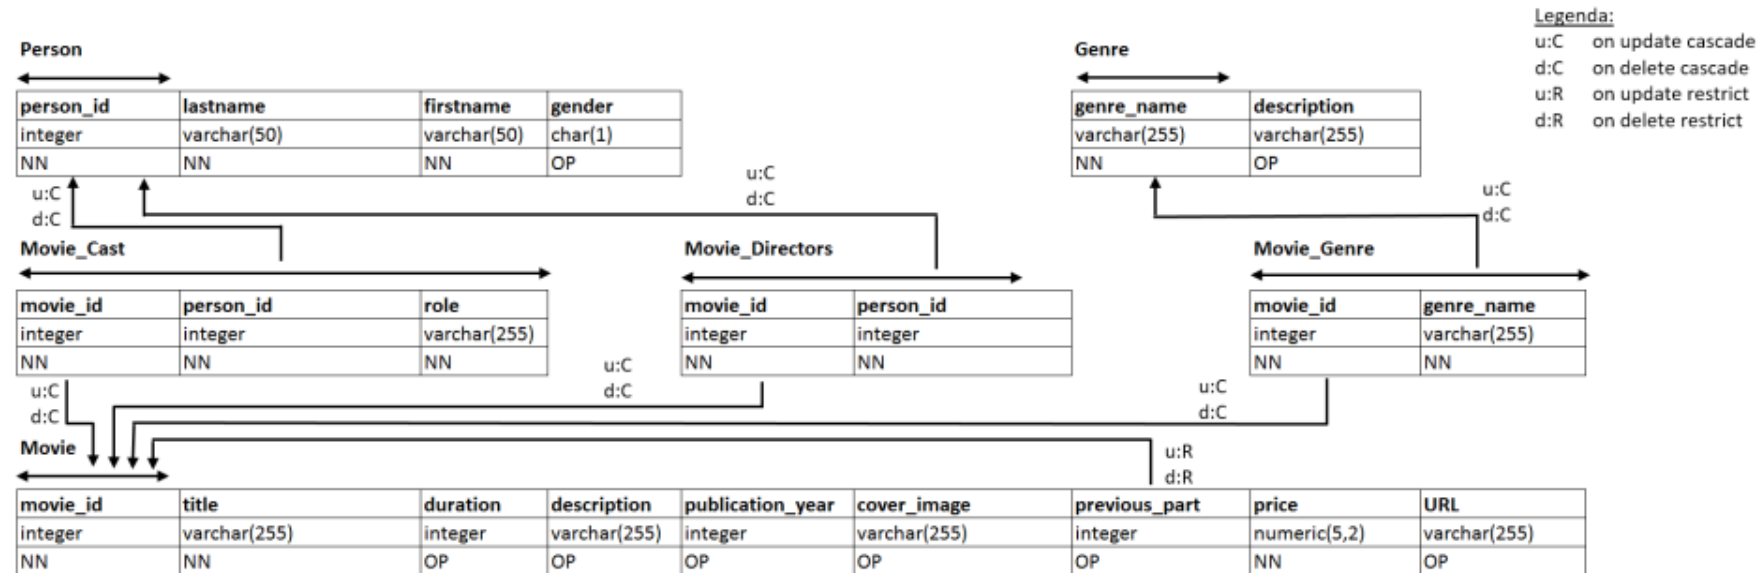 Legenda:
u:C on update cascade
d:C on delete cascade
u:R on update restrict
d:R on delete restrict
Person
person_id lastname firstname gender
integer varchar(50) varchar(50) char(1)
NN NN NN OP
Genre
genre_name description
varchar(255) varchar(255)
NN OP
u:C
d:C
u:C
d:C
u:C
d:C
Movie_Cast
movie_id person_id role
integer integer varchar(255)
NN NN NN
Movie_Directors
movie_id person_id
integer integer
NN NN
Movie_Genre
movie_id genre_name
integer varchar(255)
NN NN
u:C
d:C
u:C
d:C
u:C
d:C
u:R
d:R
Movie
movie_id title duration description publication_year cover_image previous_part price URL
integer varchar(255) integer varchar(255) integer varchar(255) integer numeric(5,2) varchar(255)
NN NN OP OP OP OP OP NN OP